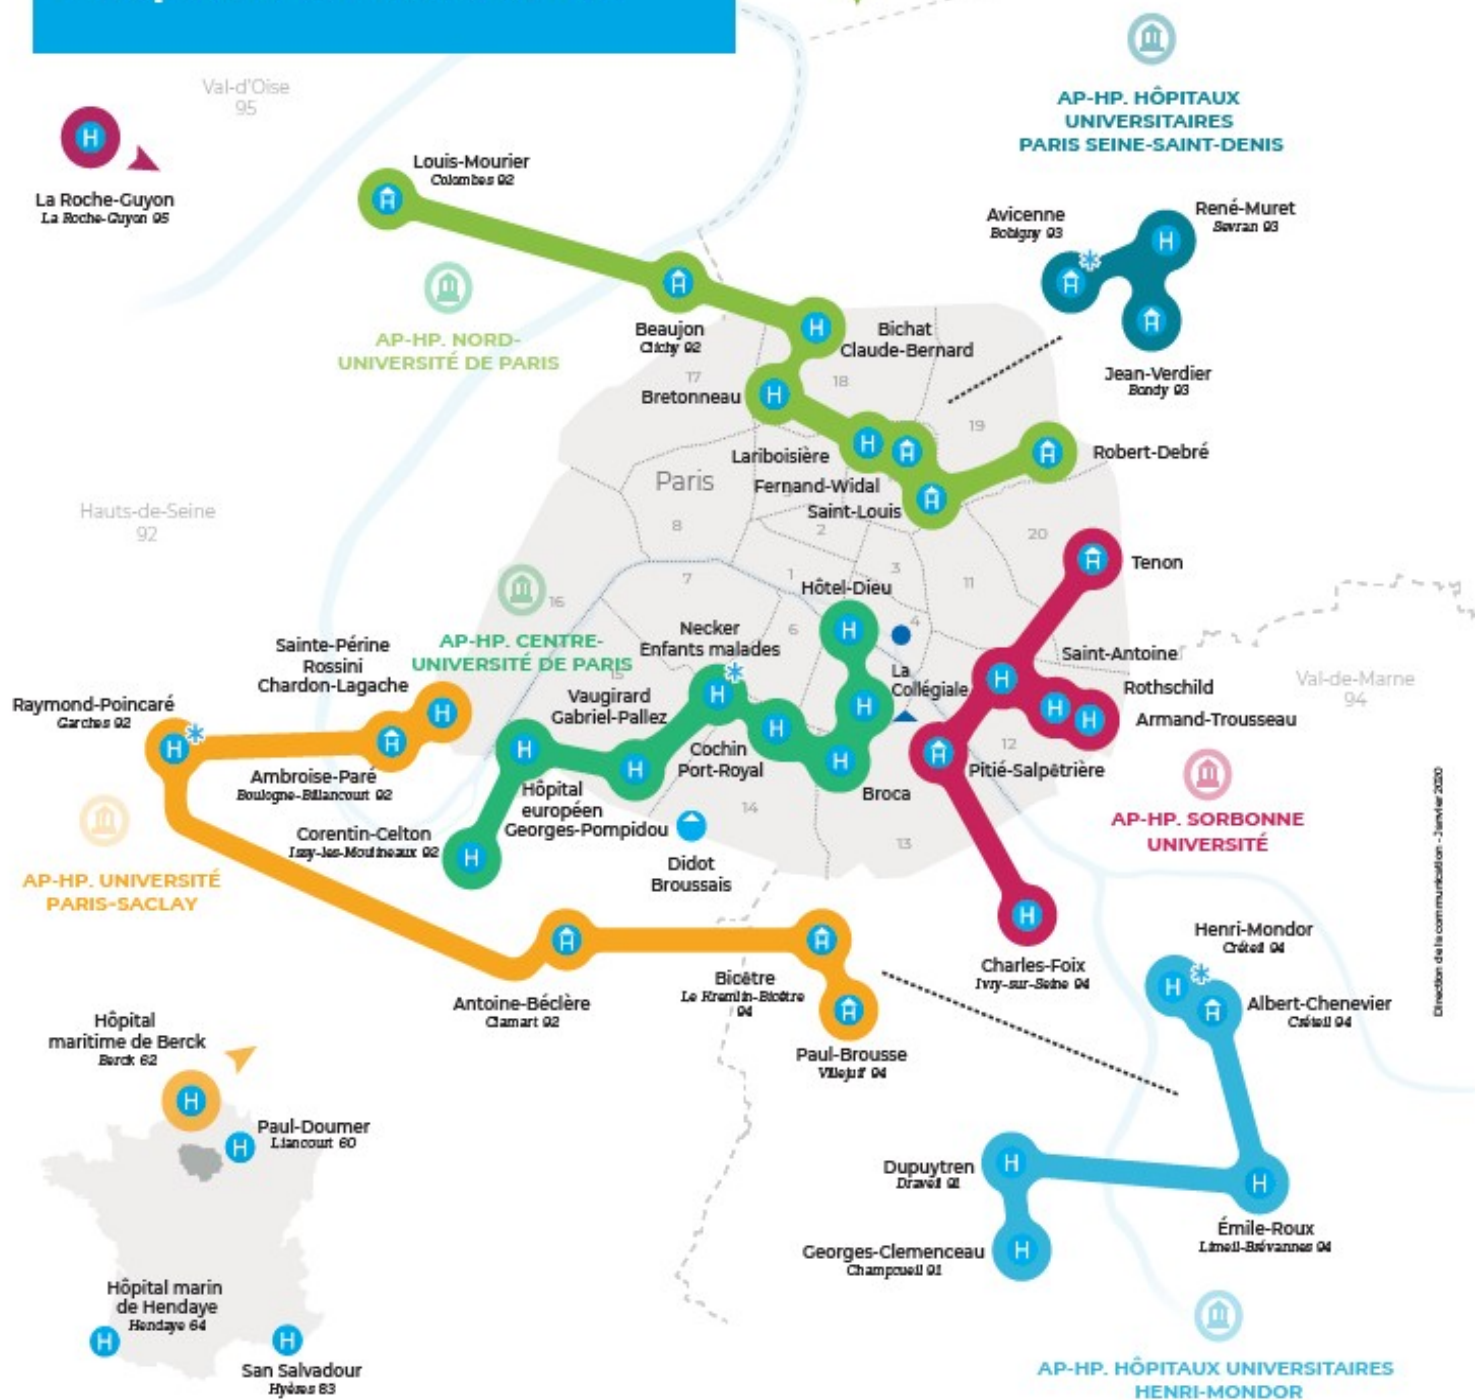 Val-d'Oise
95
AP-HP. HÔPITAUX
UNIVERSITAIRES
PARIS SEINE-SAINT-DENIS
La Roche-Guyon
La Roche-Guyon 95
Louis-Mourier
Colombes 92
Avicenne
Bobigny 93
René-Muret
Sevran 93
Jean-Verdier
Bondy 93
AP-HP. NORD-
UNIVERSITÉ DE PARIS
Beaujon
Clichy 92
Bichat
Claude-Bernard
17
18
Bretonneau
19
Lariboisière
Robert-Debré
Paris
Fernand-Widal
Saint-Louis
Hauts-de-Seine
92
8
2
20
3
11
1
7
Tenon
Hôtel-Dieu
16
4
6
Necker
Enfants malades
AP-HP. CENTRE-
UNIVERSITÉ DE PARIS
15
Sainte-Périne
Rossini
Chardon-Lagache
Saint-Antoine
La
Collégiale
Rothschild
Armand-Trousseau
Val-de-Marne
94
Vaugirard
Gabriel-Pallez
Raymond-Poincaré
Garches 92
Cochin
Port-Royal
12
Pitié-Salpêtrière
Ambroise-Paré
Boulogne-Billancourt 92
Hôpital
européen
Georges-Pompidou
Broca
14
13
AP-HP. SORBONNE
UNIVERSITÉ
Corentin-Celton
Issy-les-Moulineaux 92
Didot
Broussais
AP-HP. UNIVERSITÉ
PARIS-SACLAY
Direction de la communication - Janvier 2020
Henri-Mondor
Créteil 94
Charles-Foix
Ivry-sur-Seine 94
Antoine-Béclère
Clamart 92
Bicêtre
Le Kremlin-Bicêtre
94
Albert-Chenevier
Créteil 94
Hôpital
maritime de Berck
Berck 62
Paul-Brousse
Villejuif 94
Paul-Doumer
Liancourt 60
Dupuytren
Draveil 91
Émile-Roux
Limeil-Brévannes 94
Georges-Clemenceau
Champcueil 91
Hôpital marin
de Hendaye
Hendaye 64
San Salvadour
Hyères 83
AP-HP. HÔPITAUX UNIVERSITAIRES
HENRI-MONDOR